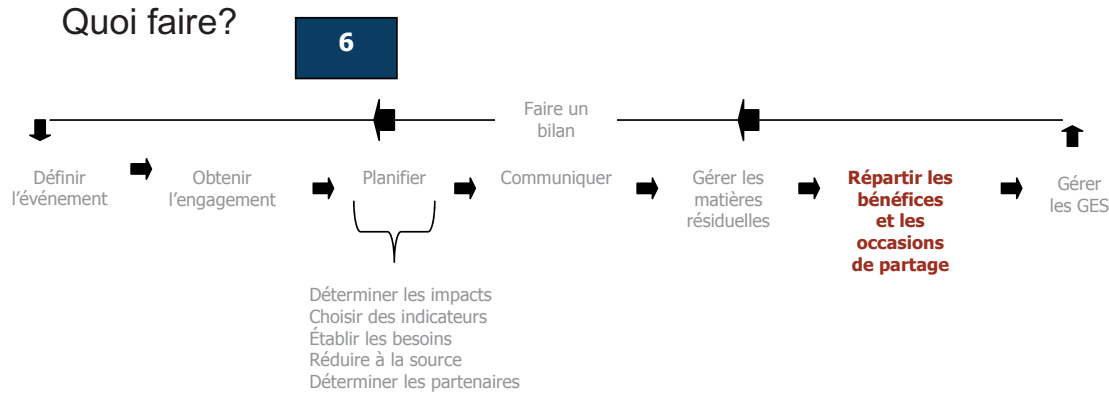 Quoi faire?
6
Faire un
bilan
Définir
l'événement
Obtenir
l'engagement
Planifier
Communiquer
Gérer les
matières
résiduelles
Répartir les
bénéfices
et les
occasions
de partage
Gérer
les GES
Déterminer les impacts
Choisir des indicateurs
Établir les besoins
Réduire à la source
Déterminer les partenaires